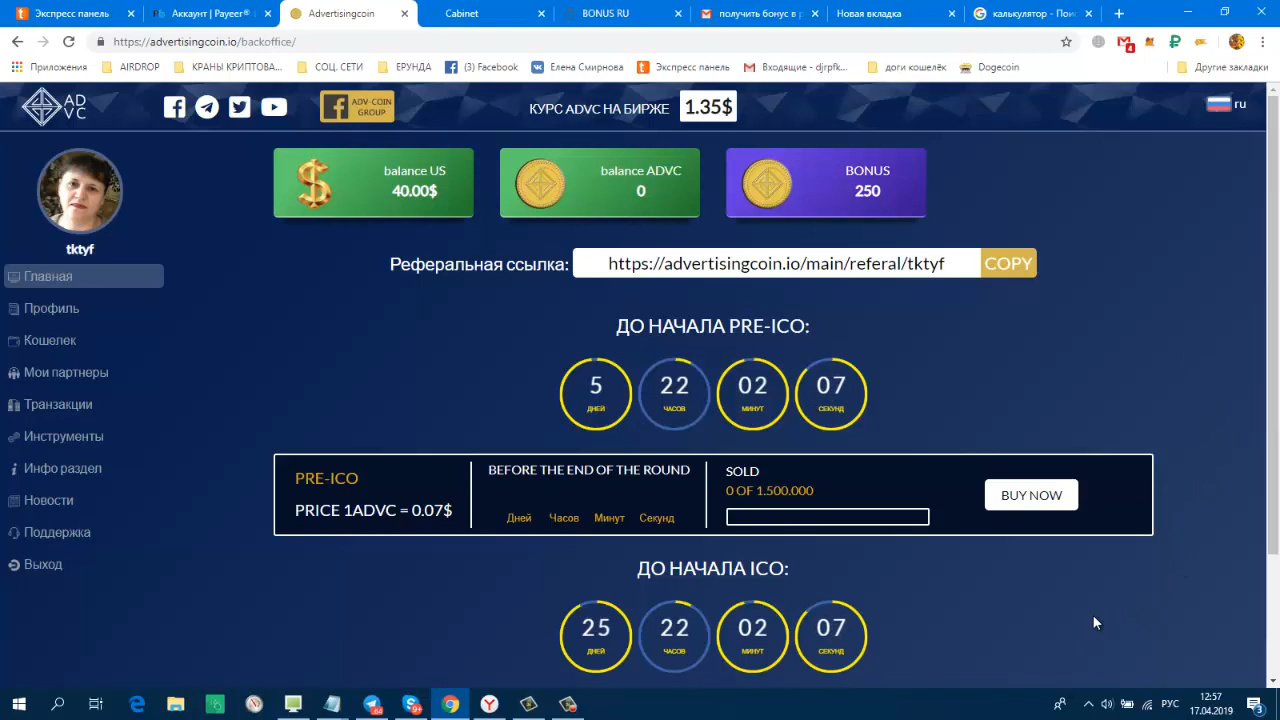 Экспресс панель
Аккаунт | Payeer®
Advertisingcoin
Cabinet
BONUS RU
получить бонус в р
Новая вкладка
калькулятор - Пои
https://advertisingcoin.io/backoffice/
4
Приложения
AIRDROP
КРАНЫ КРИПТОВА...
СОЦ. СЕТИ
ЕРУНДА
(3) Facebook
Елена Смирнова
Экспресс панель
Входящие - djrpfk...
доги кошелёк
Dogecoin
Другие закладки
AD
VC
ADV-COIN
GROUP
КУРС ADVC НА БИРЖЕ
1.35$
ru
balance US
40.00$
balance ADVC
0
BONUS
250
tktyf
Реферальная ссылка:
https://advertisingcoin.io/main/referal/tktyf
COPY
Главная
Профиль
Кошелек
Мои партнеры
Транзакции
Инструменты
Инфо раздел
Новости
Поддержка
Выход
ДО НАЧАЛА PRE-ICO:
5
ДНЕЙ
22
ЧАСОВ
02
МИНУТ
07
СЕКУНД
PRE-ICO
PRICE 1ADVC = 0.07$
BEFORE THE END OF THE ROUND
Дней Часов Минут Секунд
SOLD
0 OF 1.500.000
BUY NOW
ДО НАЧАЛА ICO:
25
ДНЕЙ
22
ЧАСОВ
02
МИНУТ
07
СЕКУНД
РУС
12:57
17.04.2019
3